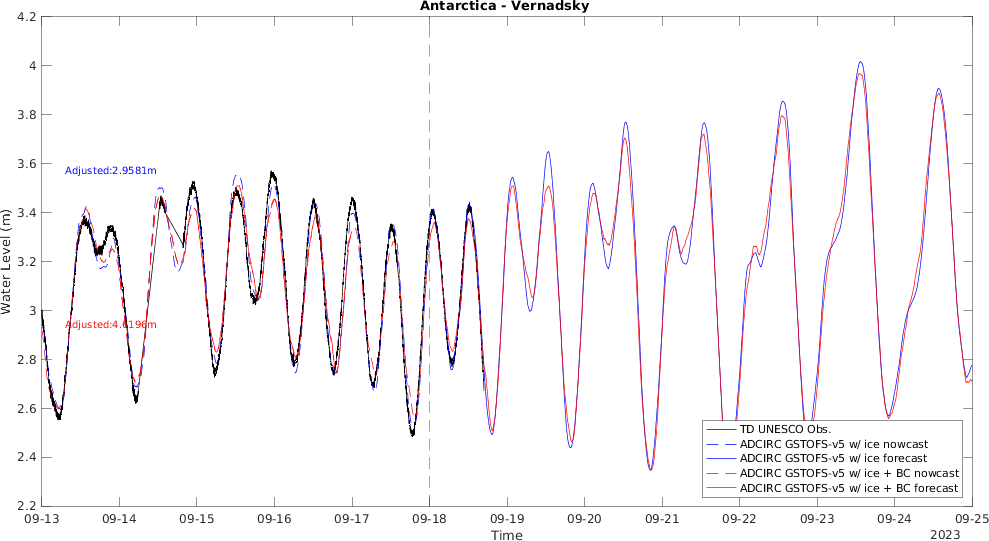 Antarctica - Vernadsky
4.2
4
3.8
3.6
3.4
3.2
3
2.8
2.6
2.4
2.2
Water Level (m)
Adjusted:2.9581m
Adjusted:4.0196m
TD UNESCO Obs.
ADCIRC GSTOFS-v5 w/ ice nowcast
ADCIRC GSTOFS-v5 w/ ice forecast
ADCIRC GSTOFS-v5 w/ ice + BC nowcast
ADCIRC GSTOFS-v5 w/ ice + BC forecast
09-13 09-14 09-15 09-16 09-17 09-18 09-19 09-20 09-21 09-22 09-23 09-24 09-25
Time
2023